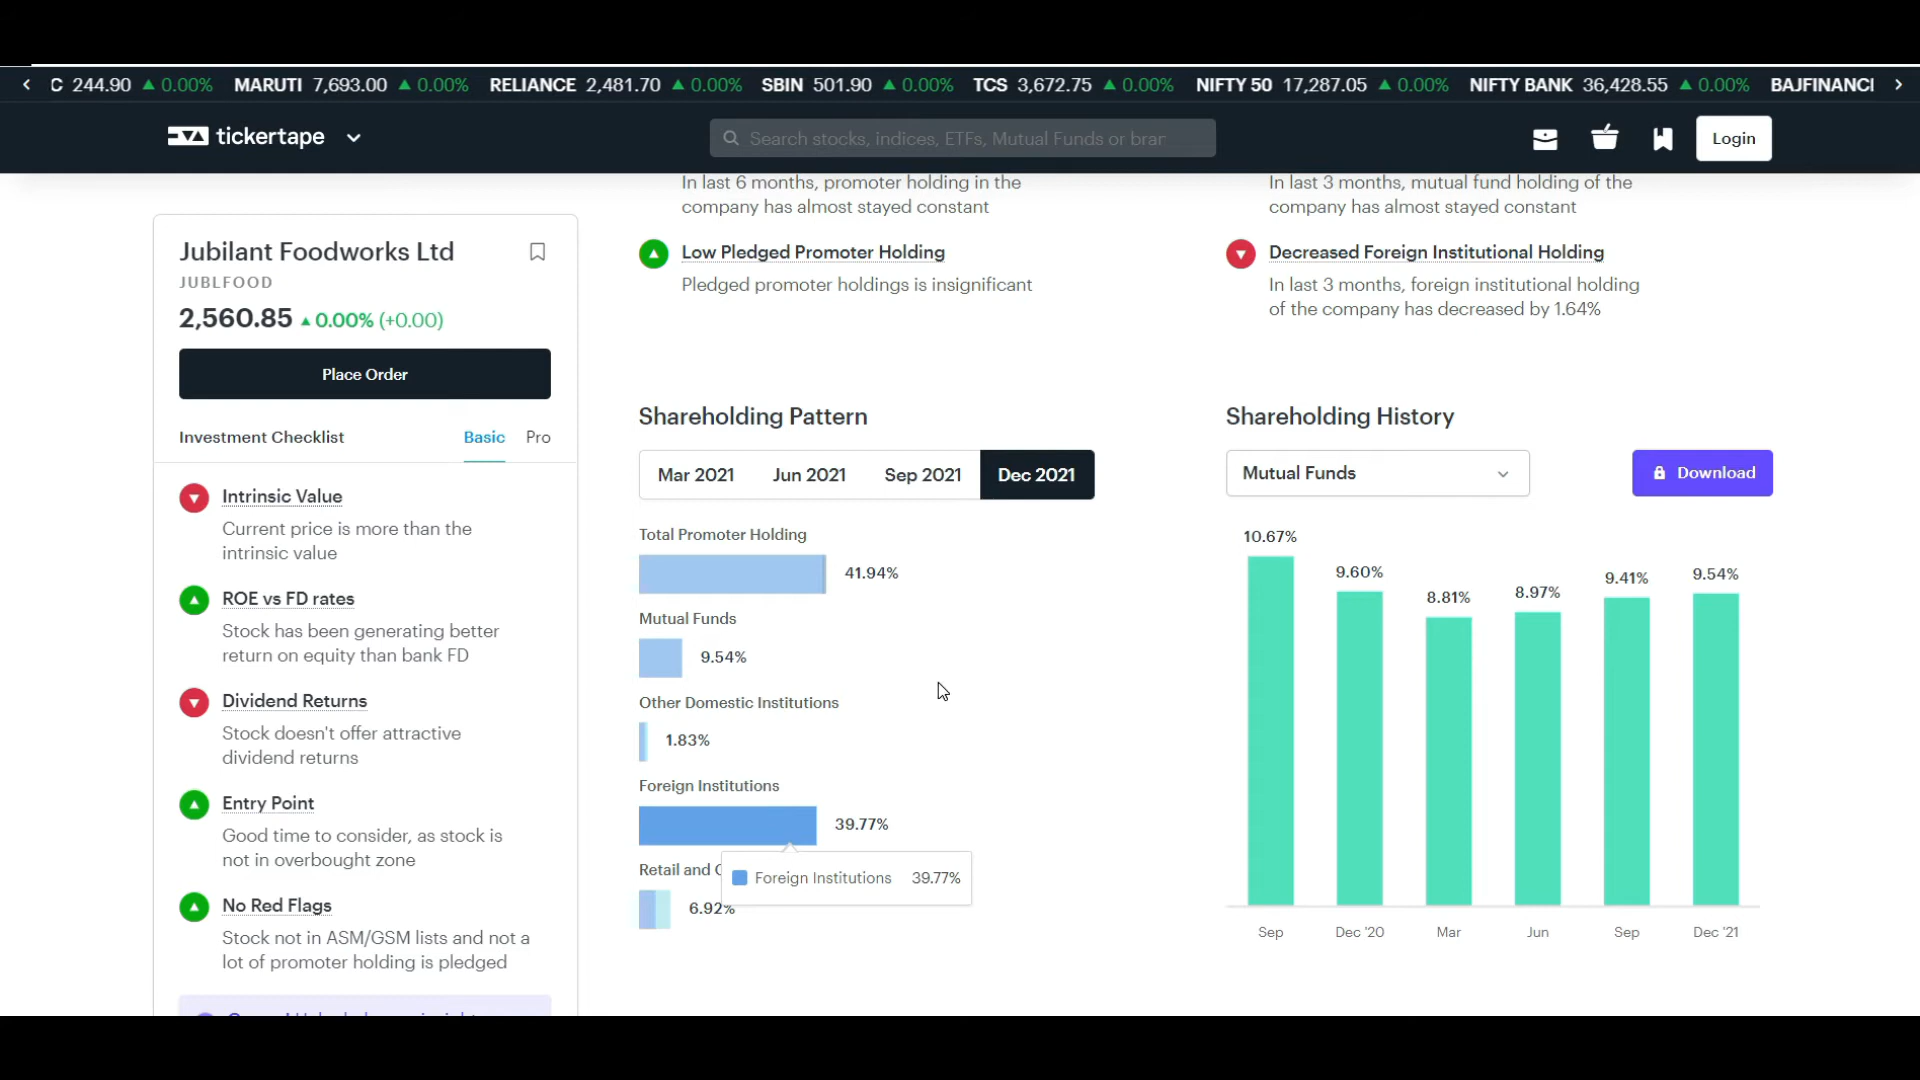 C 244.90 ▲ 0.00% MARUTI 7,693.00 ▲ 0.00% RELIANCE 2,481.70 ▲ 0.00% SBIN 501.90 ▲ 0.00% TCS 3,672.75 ▲ 0.00% NIFTY 50 17,287.05 ▲ 0.00% NIFTY BANK 36,428.55 ▲ 0.00% BAJFINANCI
tickertape
Search stocks, indices, ETFs, Mutual Funds or brar
Login
Jubilant Foodworks Ltd
JUBLFOOD
2,560.85 ▲ 0.00% (+0.00)
Place Order
Investment Checklist Basic Pro
Intrinsic Value
Current price is more than the
intrinsic value
ROE vs FD rates
Stock has been generating better
return on equity than bank FD
Dividend Returns
Stock doesn't offer attractive
dividend returns
Entry Point
Good time to consider, as stock is
not in overbought zone
No Red Flags
Stock not in ASM/GSM lists and not a
lot of promoter holding is pledged
In last 6 months, promoter holding in the
company has almost stayed constant
Low Pledged Promoter Holding
Pledged promoter holdings is insignificant
In last 3 months, mutual fund holding of the
company has almost stayed constant
Decreased Foreign Institutional Holding
In last 3 months, foreign institutional holding
of the company has decreased by 1.64%
Shareholding Pattern
Mar 2021 Jun 2021 Sep 2021 Dec 2021
Total Promoter Holding
41.94%
Mutual Funds
9.54%
Other Domestic Institutions
1.83%
Foreign Institutions
39.77%
Retail and
Foreign Institutions 39.77%
6.92%
Shareholding History
Mutual Funds
Download
10.67% 9.60% 8.81% 8.97% 9.41% 9.54%
Sep Dec '20 Mar Jun Sep Dec '21